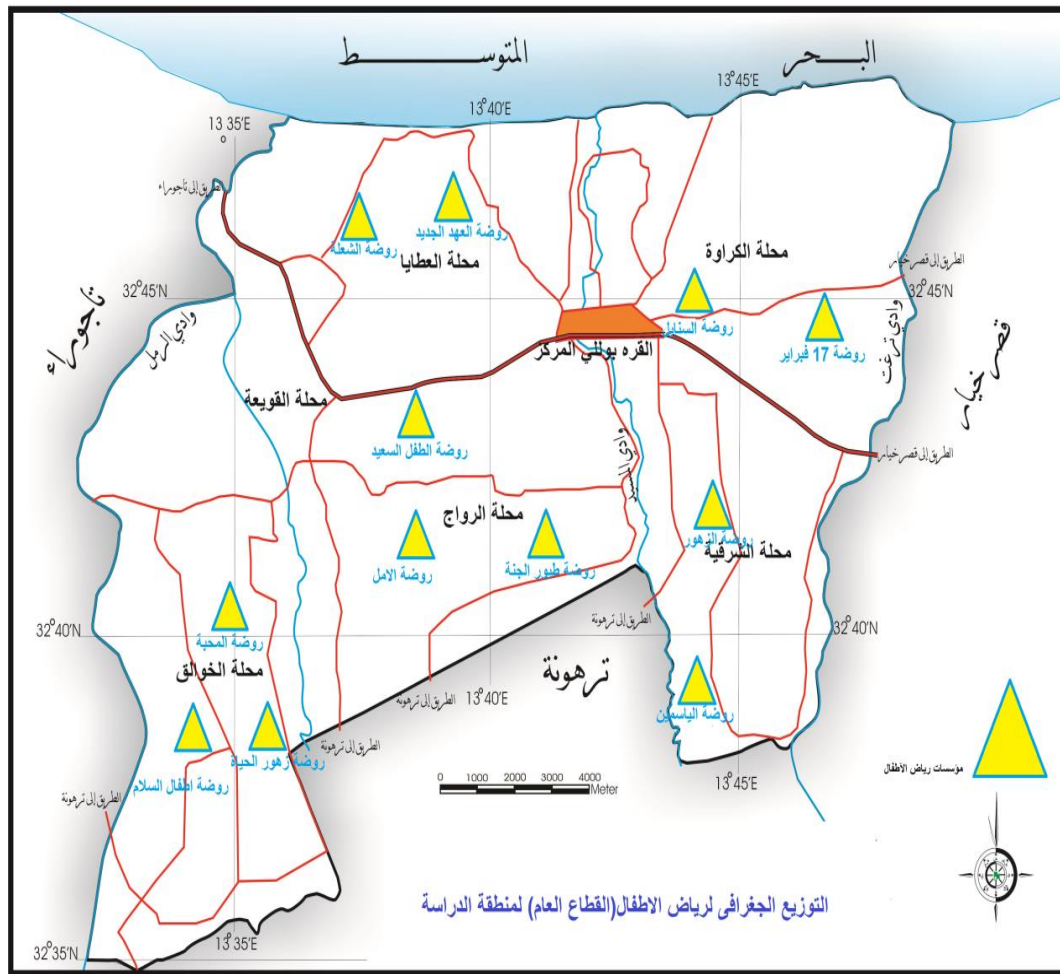 البحر المتوسط
13°35'E
13°40'E
13°45'E
الطريق إلى تاجوراء
روضة الشعلة
روضة العهد الجديد
محلة العطايا
محلة الكراوة
الطريق إلى قصر خيار
32°45'N
32°45'N
تاجوراء
وادي الرمل
روضة السنابل
روضة 17 فبراير
وادي ترغت
قصر خيار
القره بوللي المركز
محلة القويعة
روضة الطفل السعيد
وادي المسيد
الطريق إلى قصر خيار
محلة الرواج
روضة الامل
روضة طيور الجنة
روضة الزهور
محلة الشرقية
روضة المحبة
محلة الخوالق
32°40'N
32°40'N
الطريق إلى ترهونة
ترهونة
الطريق إلى ترهونة
13°40'E
روضة الياسمين
روضة اطفال السلام
روضة زهور الحياة
الطريق إلى ترهونة
الطريق إلى ترهونة
مؤسسات رياض الأطفال
0 1000 2000 3000 4000
Meter
13°45'E
التوزيع الجغرافى لرياض الاطفال(القطاع العام) لمنطقة الدراسة
13°35'E
32°35'N